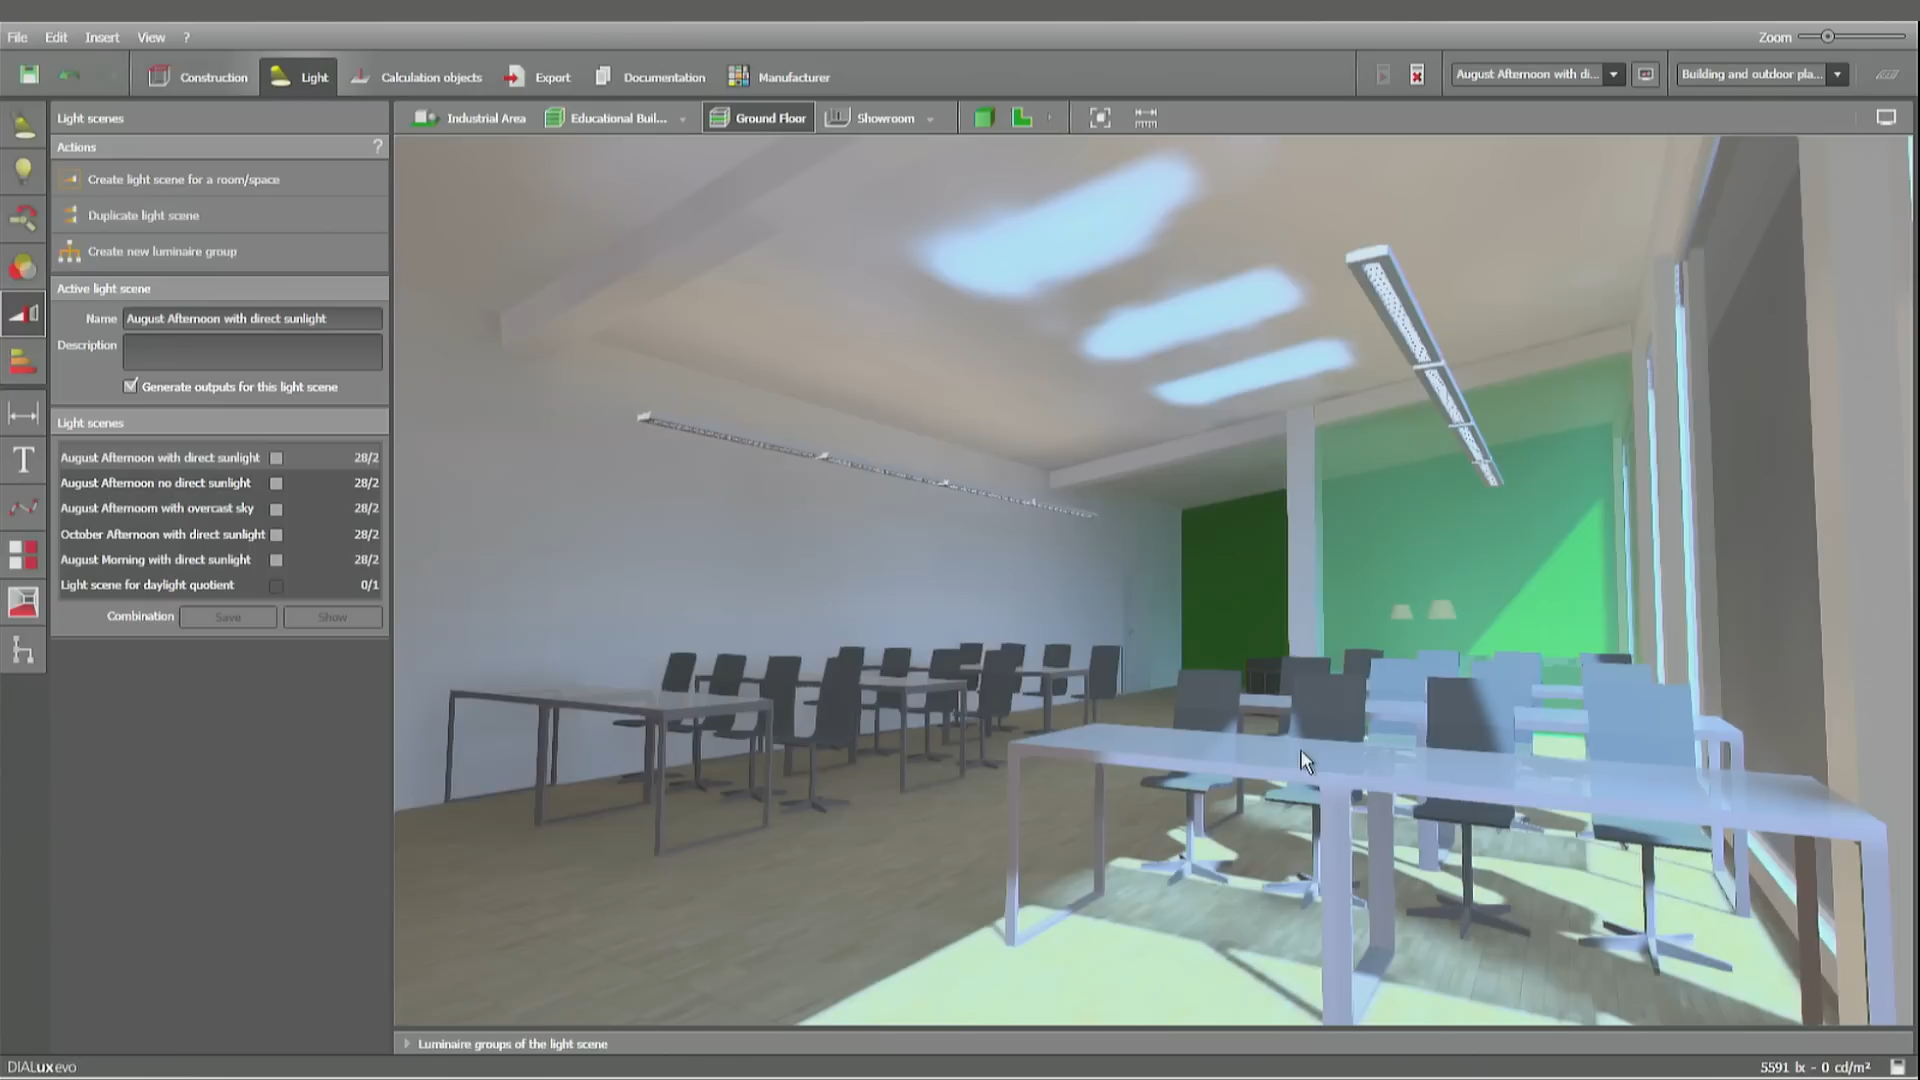 File Edit Insert View ?
Zoom
Construction Light Calculation objects Export Documentation Manufacturer
August Afternoon with di... Building and outdoor pla...
Light scenes
Industrial Area Educational Buil... Ground Floor Showroom
Actions ?
Create light scene for a room/space
Duplicate light scene
Create new luminaire group
Active light scene
Name August Afternoon with direct sunlight
Description
Generate outputs for this light scene
Light scenes
August Afternoon with direct sunlight 28/2
August Afternoon no direct sunlight 28/2
August Afternoom with overcast sky 28/2
October Afternoon with direct sunlight 28/2
August Morning with direct sunlight 28/2
Light scene for daylight quotient 0/1
Combination Save Show
T
Luminaire groups of the light scene
DIALux evo
5591 lx - 0 cd/m²